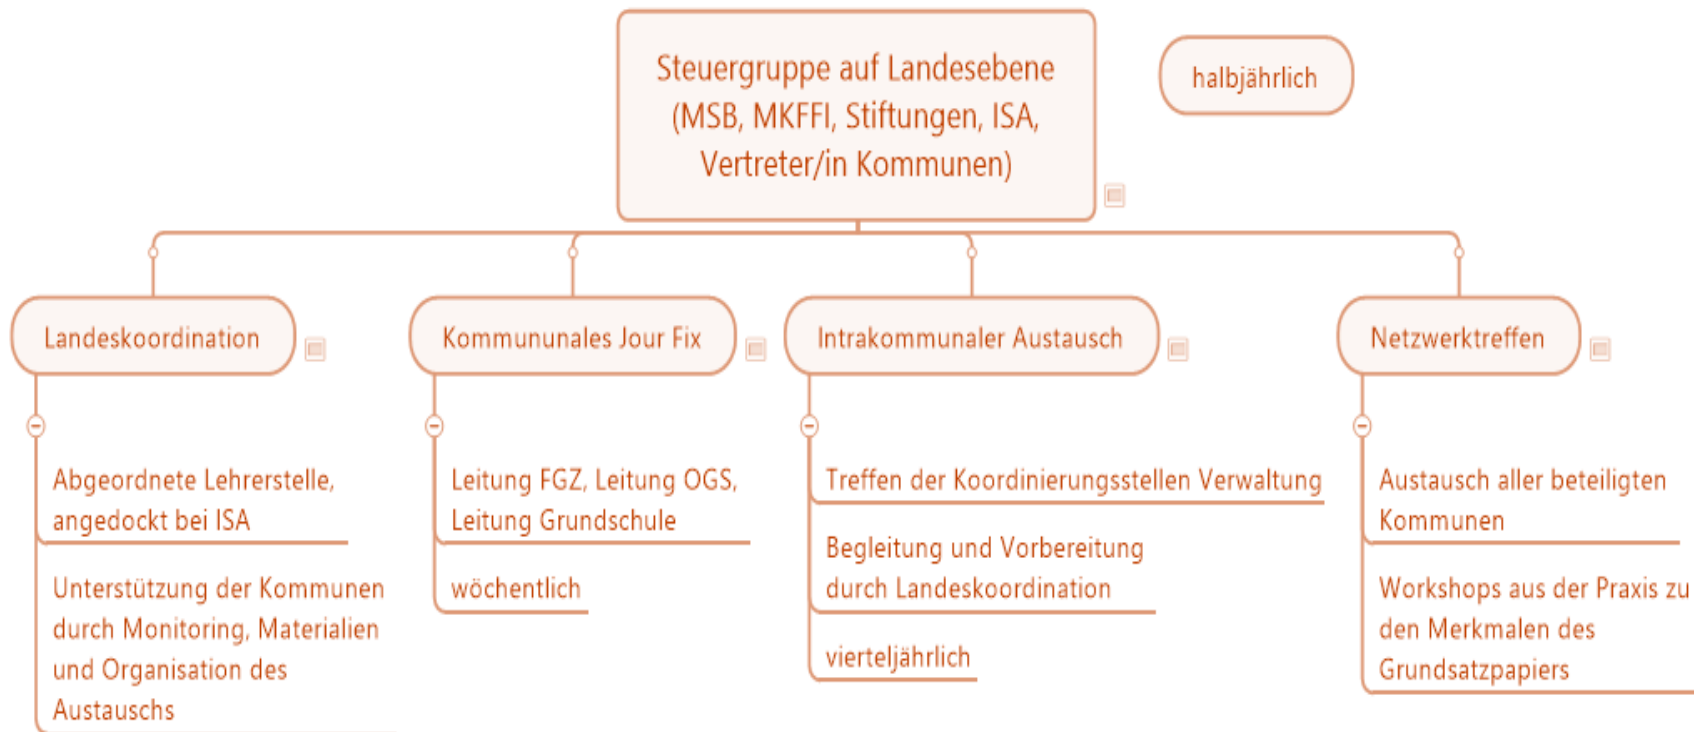 Steuergruppe auf Landesebene
(MSB, MKFFI, Stiftungen, ISA,
Vertreter/in Kommunen)
halbjährlich
Landeskoordination
Abgeordnete Lehrerstelle,
angedockt bei ISA
Unterstützung der Kommunen
durch Monitoring, Materialien
und Organisation des
Austauschs
Kommununales Jour Fix
Leitung FGZ, Leitung OGS,
Leitung Grundschule
wöchentlich
Intrakommunaler Austausch
Treffen der Koordinierungsstellen Verwaltung
Begleitung und Vorbereitung
durch Landeskoordination
vierteljährlich
Netzwerktreffen
Austausch aller beteiligten
Kommunen
Workshops aus der Praxis zu
den Merkmalen des
Grundsatzpapiers